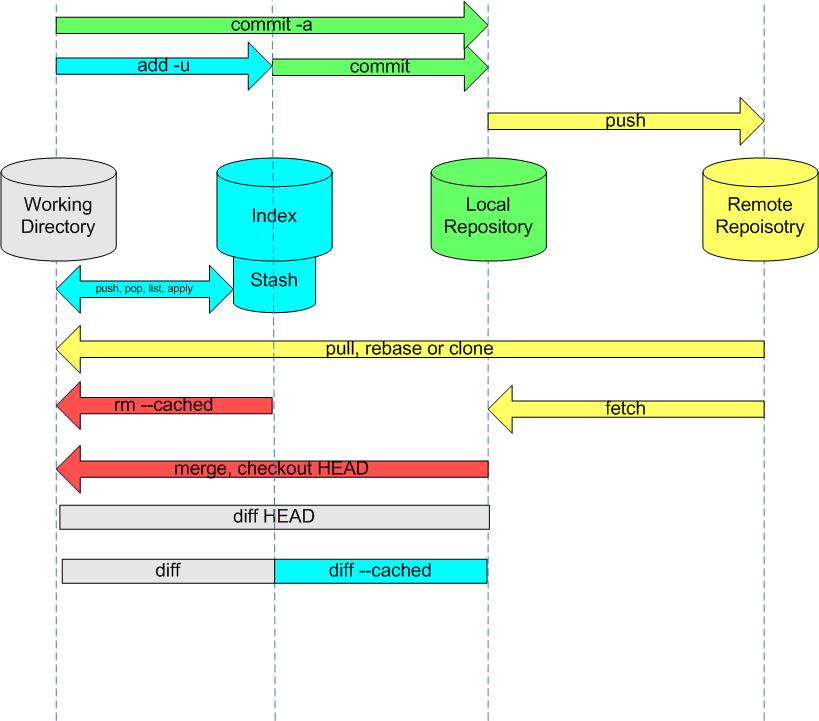 commit -a
add -u
commit
push
Working
Directory
Index
Local
Repository
Remote
Repoisotry
Stash
push, pop, list, apply
pull, rebase or clone
rm --cached
fetch
merge, checkout HEAD
diff HEAD
diff
diff --cached